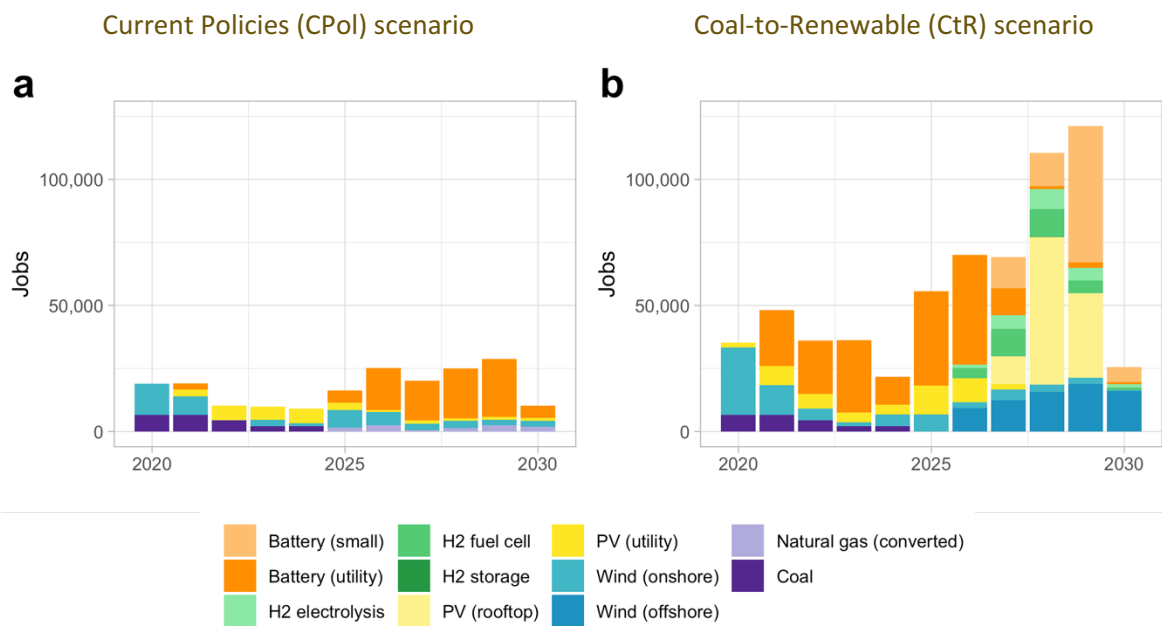 Current Policies (CPol) scenario
Coal-to-Renewable (CtR) scenario
a
b
Jobs
100,000
50,000
0
2020
2025
2030
Jobs
100,000
50,000
0
2020
2025
2030
Battery (small)
H2 fuel cell
PV (utility)
Natural gas (converted)
Battery (utility)
H2 storage
Wind (onshore)
Coal
H2 electrolysis
PV (rooftop)
Wind (offshore)